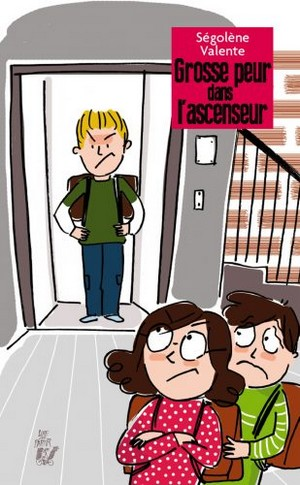 Ségolène
Valente
Grosse peur
dans
l'ascenseur